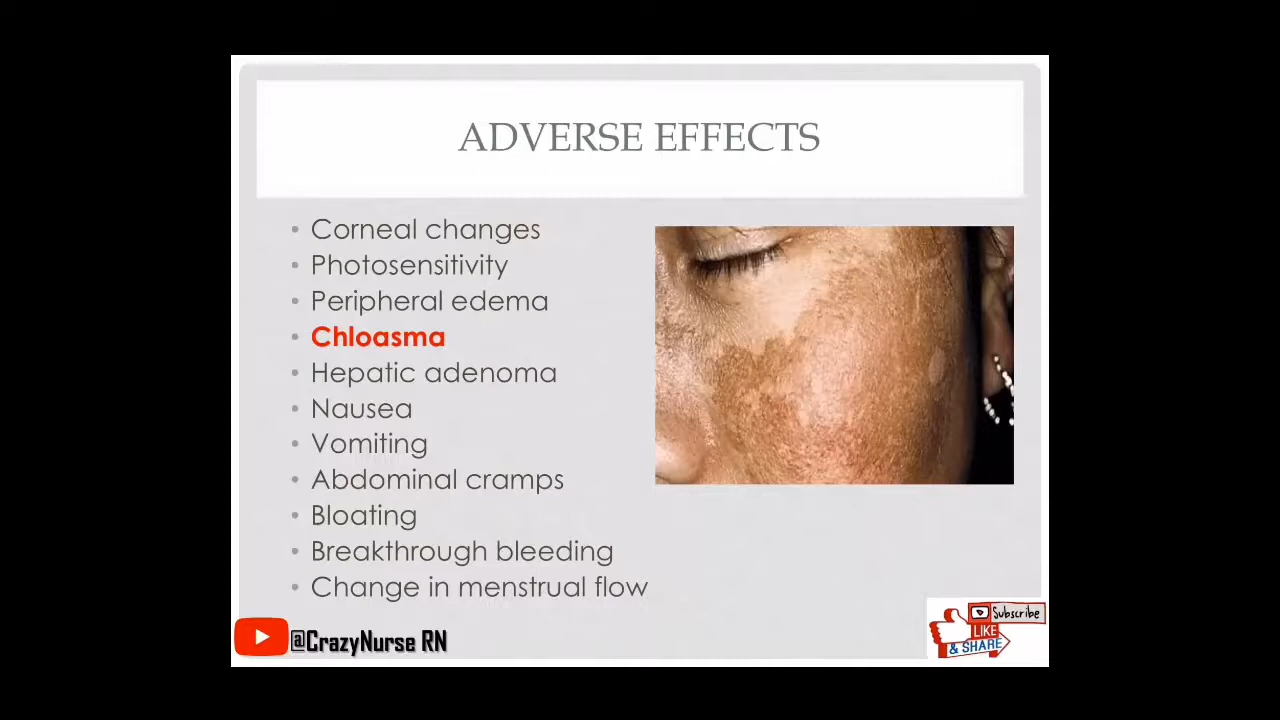 ADVERSE EFFECTS
• Corneal changes
• Photosensitivity
• Peripheral edema
• Chloasma
• Hepatic adenoma
• Nausea
• Vomiting
• Abdominal cramps
• Bloating
• Breakthrough bleeding
• Change in menstrual flow
@CrazyNurse RN
Subscribe
LIKE
& SHARE